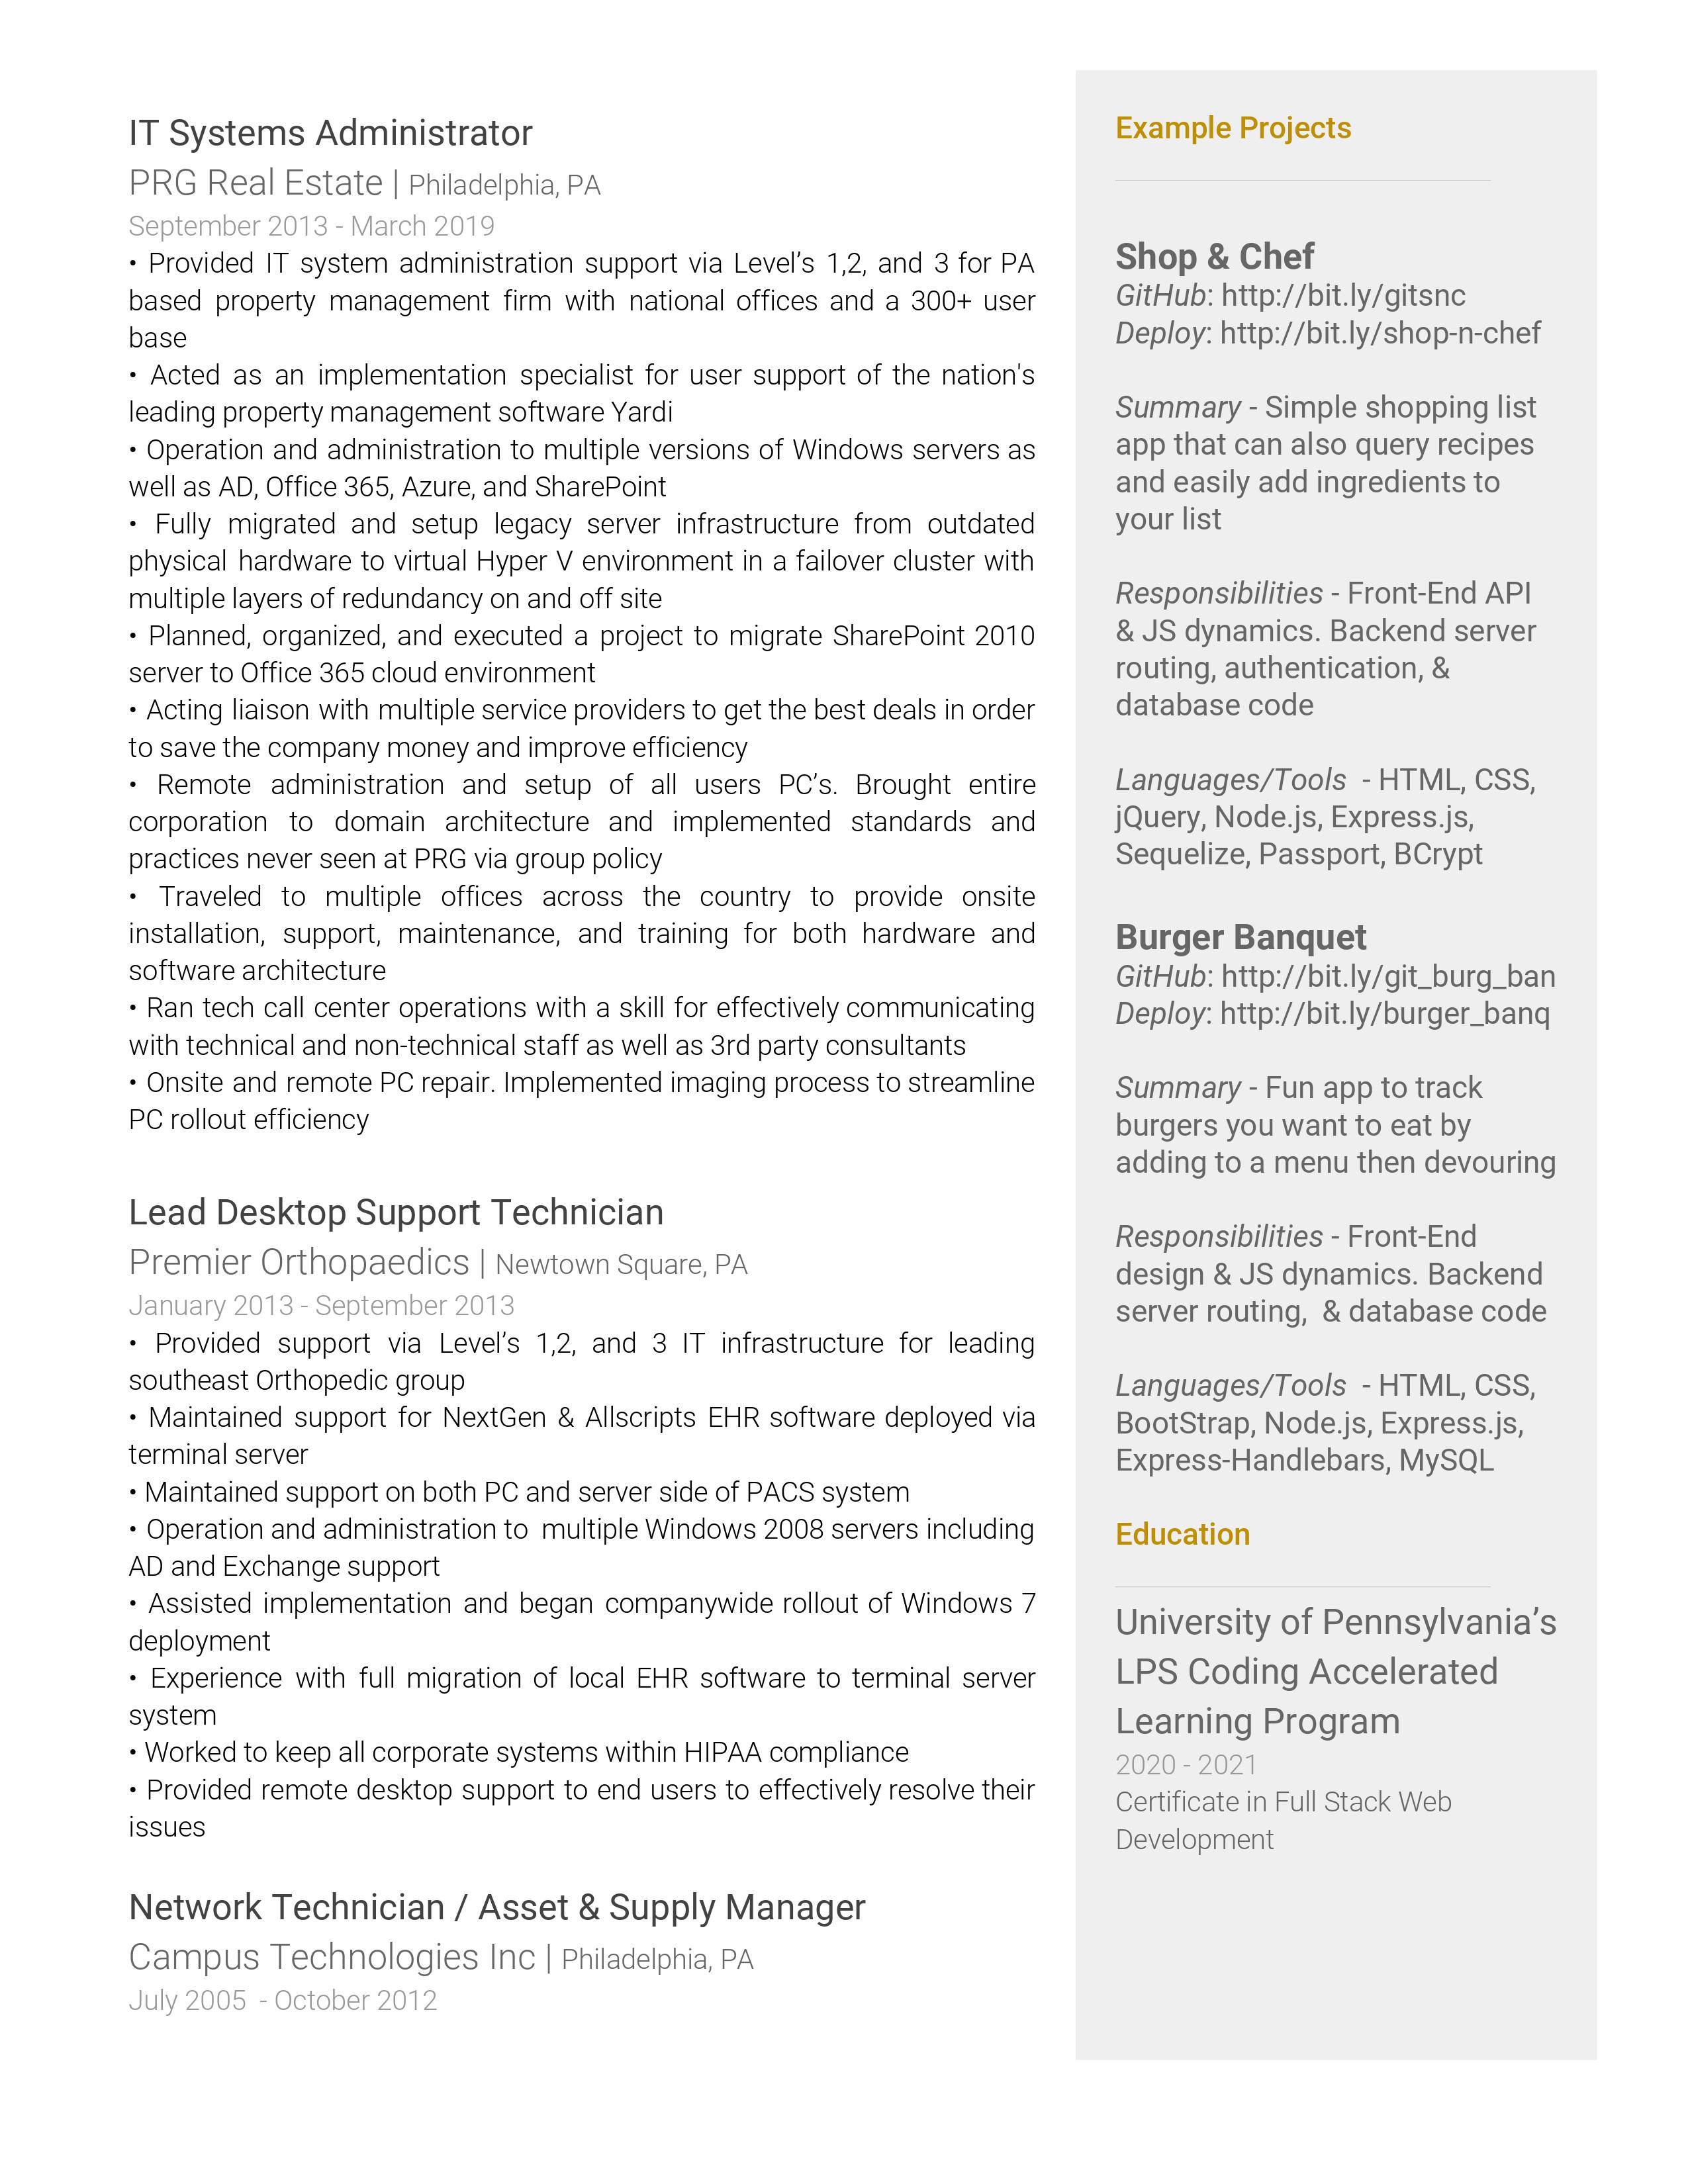 IT Systems Administrator
PRG Real Estate | Philadelphia, PA
September 2013 - March 2019
• Provided IT system administration support via Level’s 1,2, and 3 for PA
based property management firm with national offices and a 300+ user
base
• Acted as an implementation specialist for user support of the nation's
leading property management software Yardi
• Operation and administration to multiple versions of Windows servers as
well as AD, Office 365, Azure, and SharePoint
• Fully migrated and setup legacy server infrastructure from outdated
physical hardware to virtual Hyper V environment in a failover cluster with
multiple layers of redundancy on and off site
• Planned, organized, and executed a project to migrate SharePoint 2010
server to Office 365 cloud environment
• Acting liaison with multiple service providers to get the best deals in order
to save the company money and improve efficiency
• Remote administration and setup of all users PC’s. Brought entire
corporation to domain architecture and implemented standards and
practices never seen at PRG via group policy
• Traveled to multiple offices across the country to provide onsite
installation, support, maintenance, and training for both hardware and
software architecture
• Ran tech call center operations with a skill for effectively communicating
with technical and non-technical staff as well as 3rd party consultants
• Onsite and remote PC repair. Implemented imaging process to streamline
PC rollout efficiency
Lead Desktop Support Technician
Premier Orthopaedics | Newtown Square, PA
January 2013 - September 2013
• Provided support via Level’s 1,2, and 3 IT infrastructure for leading
southeast Orthopedic group
• Maintained support for NextGen & Allscripts EHR software deployed via
terminal server
• Maintained support on both PC and server side of PACS system
• Operation and administration to  multiple Windows 2008 servers including
AD and Exchange support
• Assisted implementation and began companywide rollout of Windows 7
deployment
• Experience with full migration of local EHR software to terminal server
system
• Worked to keep all corporate systems within HIPAA compliance
• Provided remote desktop support to end users to effectively resolve their
issues
Network Technician / Asset & Supply Manager
Campus Technologies Inc | Philadelphia, PA
July 2005  - October 2012
Example Projects
Shop & Chef
GitHub: http://bit.ly/gitsnc
Deploy: http://bit.ly/shop-n-chef
Summary - Simple shopping list
app that can also query recipes
and easily add ingredients to
your list
Responsibilities - Front-End API
& JS dynamics. Backend server
routing, authentication, &
database code
Languages/Tools  - HTML, CSS,
jQuery, Node.js, Express.js,
Sequelize, Passport, BCrypt
Burger Banquet
GitHub: http://bit.ly/git_burg_ban
Deploy: http://bit.ly/burger_banq
Summary - Fun app to track
burgers you want to eat by
adding to a menu then devouring
Responsibilities - Front-End
design & JS dynamics. Backend
server routing,  & database code
Languages/Tools  - HTML, CSS,
BootStrap, Node.js, Express.js,
Express-Handlebars, MySQL
Education
University of Pennsylvania’s
LPS Coding Accelerated
Learning Program
2020 - 2021
Certificate in Full Stack Web
Development